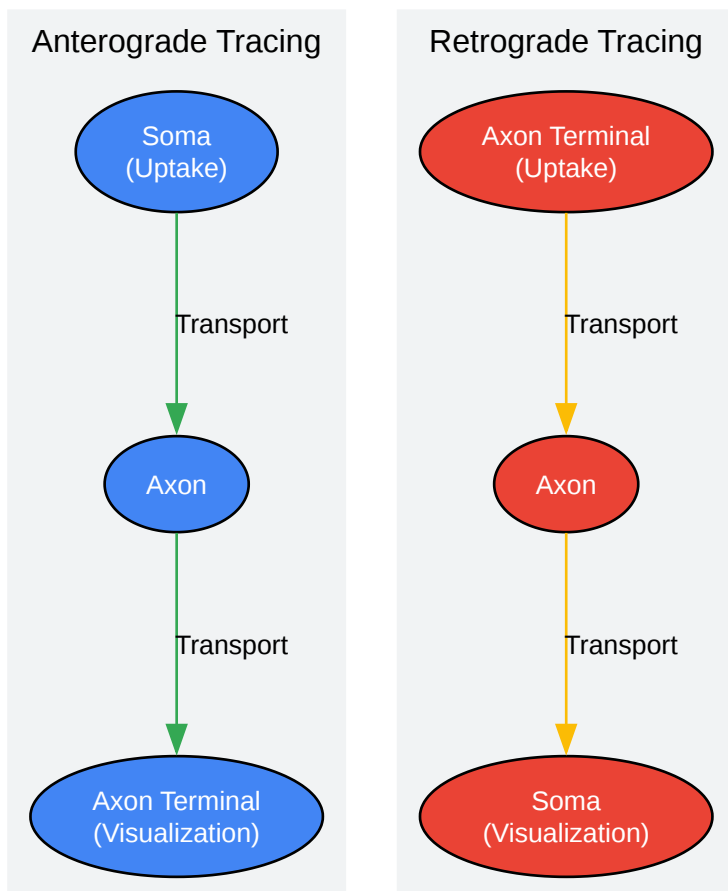 Anterograde Tracing
Soma
(Uptake)
Transport
Axon
Transport
Axon Terminal
(Visualization)
Retrograde Tracing
Axon Terminal
(Uptake)
Transport
Axon
Transport
Soma
(Visualization)